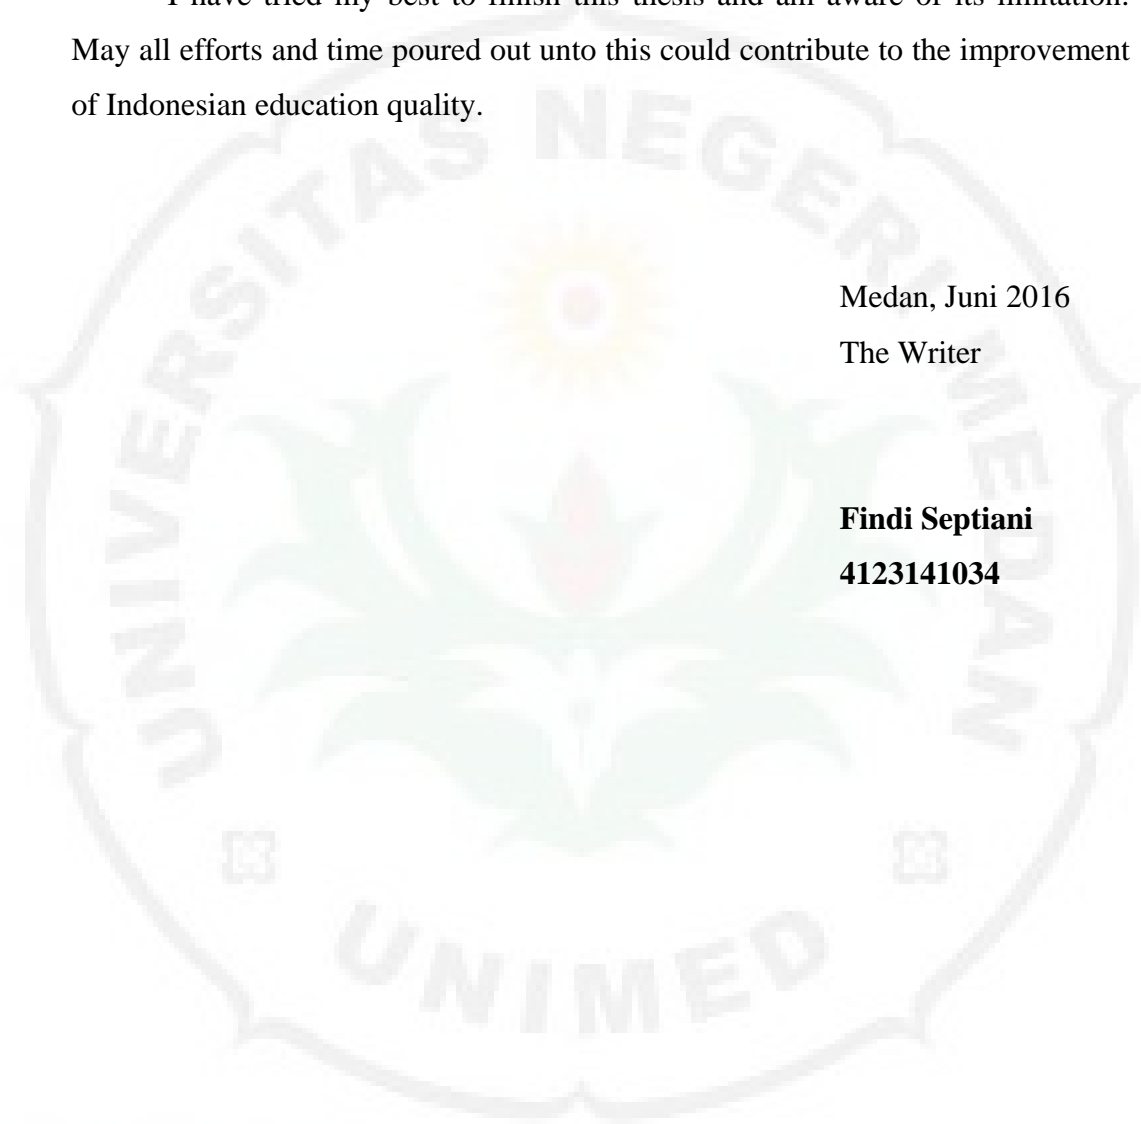 I have tried my best to finish this thesis and am aware of its limitation.
May all efforts and time poured out unto this could contribute to the improvement
of Indonesian education quality.
UNIVERSITAS NEGERI MEDAN
Medan, Juni 2016
The Writer
Findi Septiani
4123141034
UNIMED